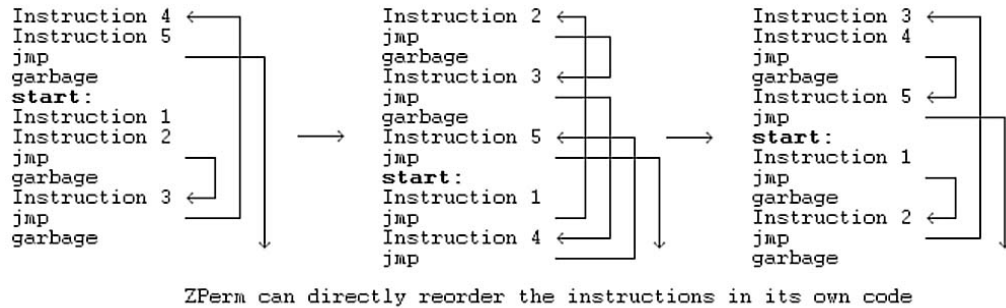 Instruction 4
Instruction 5
jmp
garbage
start:
Instruction 1
Instruction 2
jmp
garbage
Instruction 3
jmp
garbage
Instruction 2
jmp
garbage
Instruction 3
jmp
garbage
Instruction 5
jmp
start:
Instruction 1
jmp
Instruction 4
jmp
Instruction 3
Instruction 4
jmp
garbage
Instruction 5
jmp
start:
Instruction 1
jmp
garbage
Instruction 2
jmp
garbage
ZPerm can directly reorder the instructions in its own code